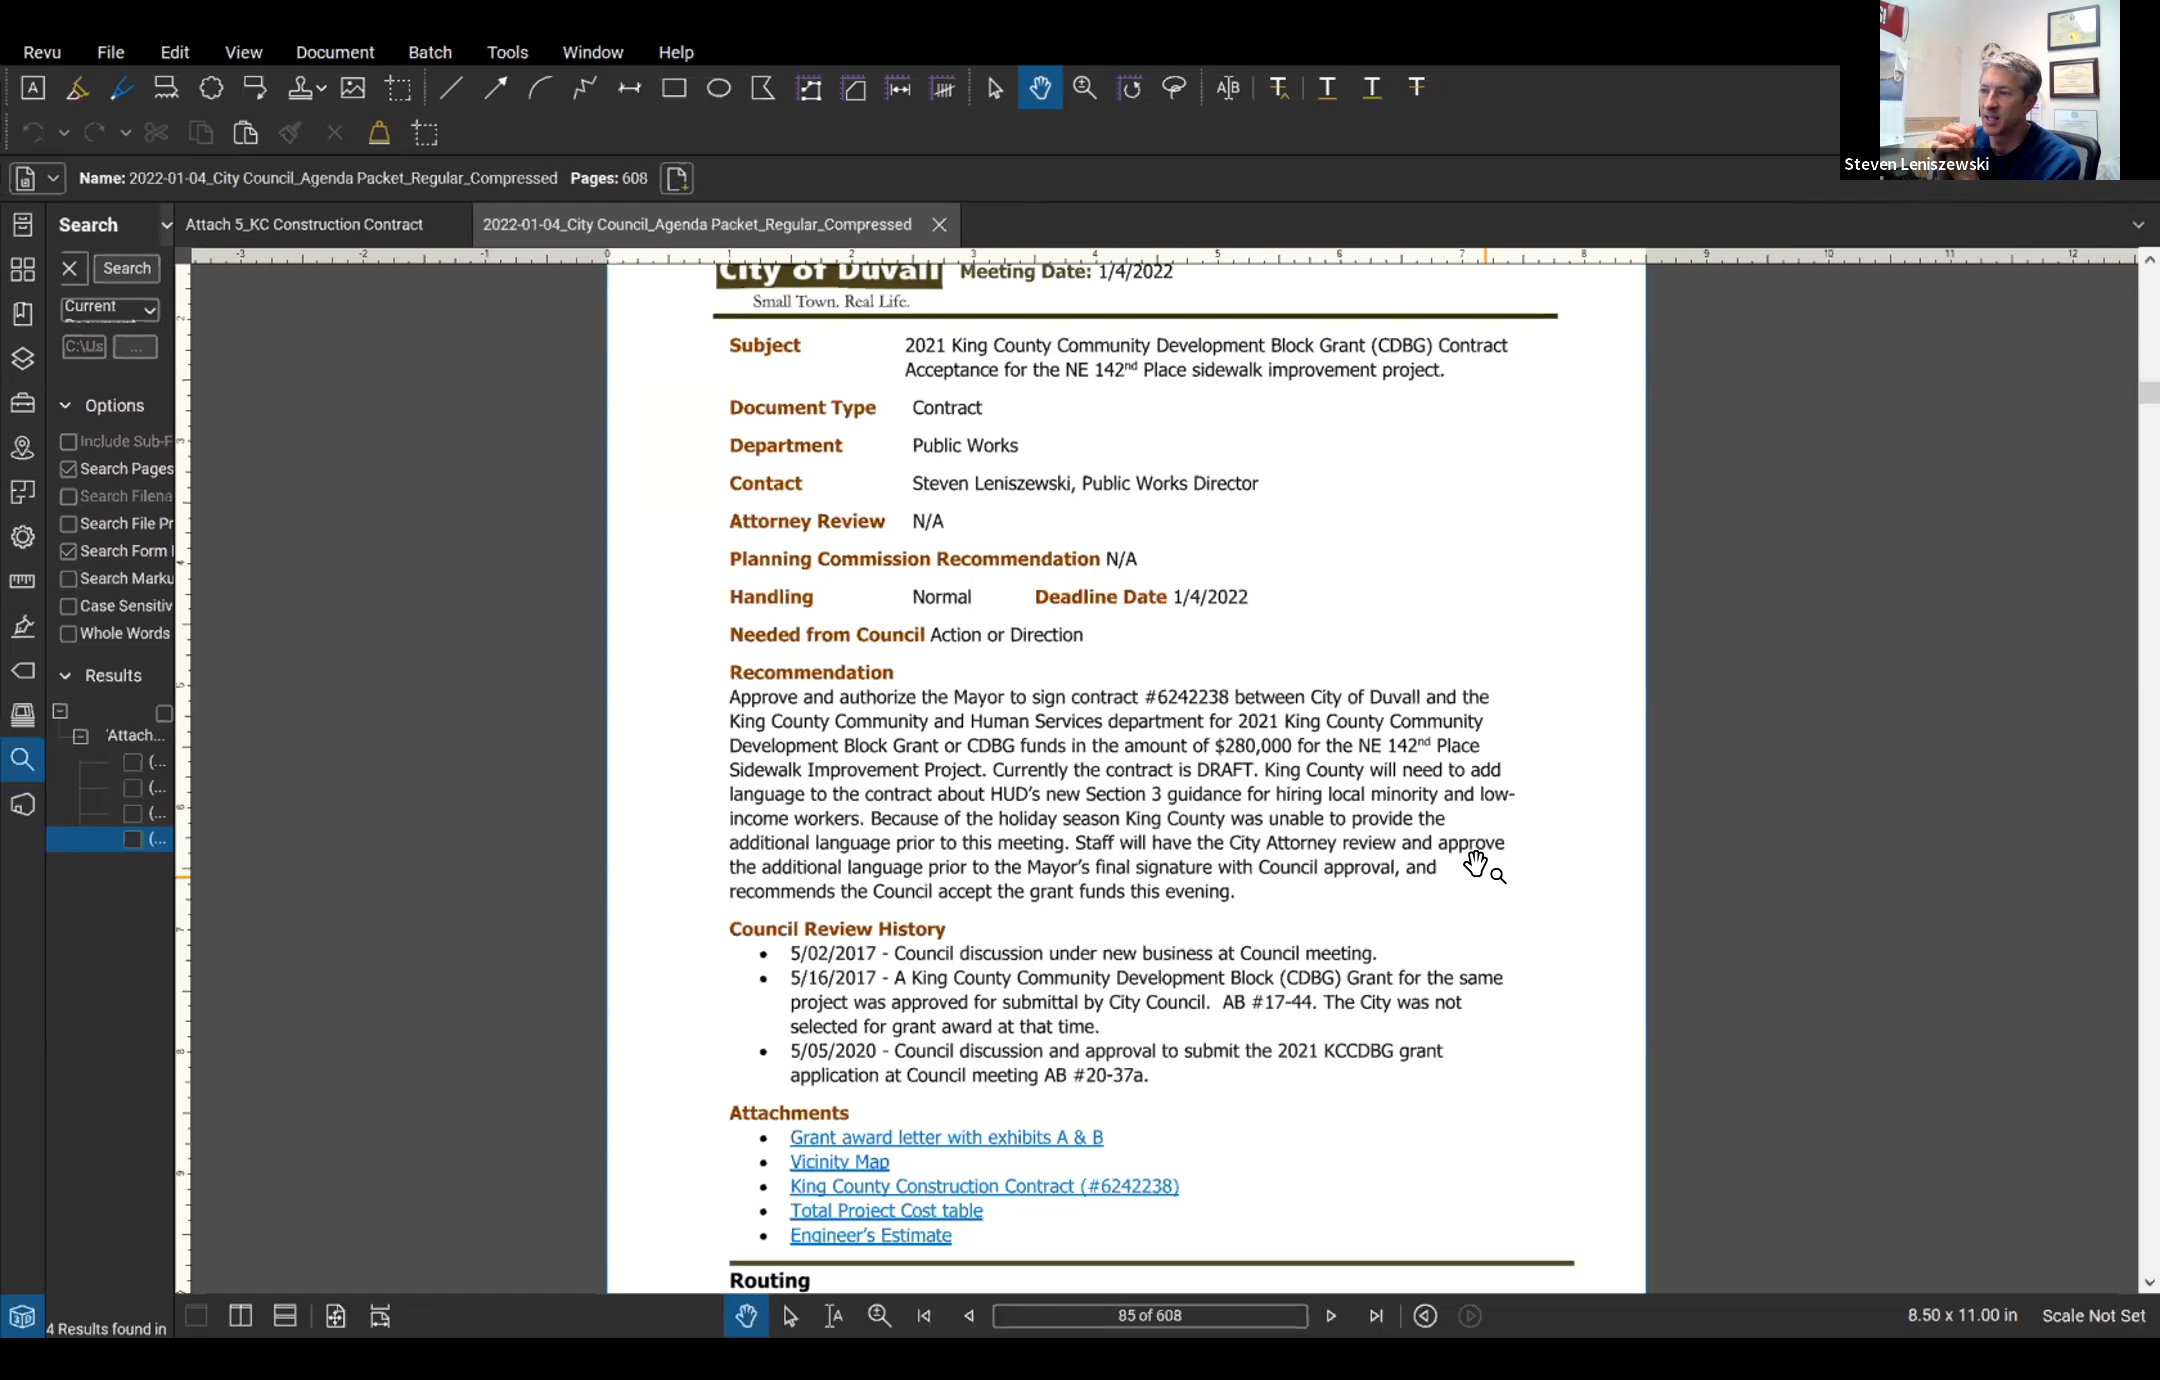 Revu File Edit View Document Batch Tools Window Help
Steven Leniszewski
Name: 2022-01-04_City Council_Agenda Packet_Regular_Compressed Pages: 608
Search
Attach 5_KC Construction Contract
2022-01-04_City Council_Agenda Packet_Regular_Compressed
-3 -2 -1 0 1 2 3 4 5 6 7 8 9 10 11 12
Search
Current
C:\Us ...
Options
Include Sub-F
Search Pages
Search Filena
Search File Pr
Search Form
Search Marku
Case Sensitiv
Whole Words
Results
'Attach...
(...
(...
(...
(...
4 Results found in
City of Duvall Meeting Date: 1/4/2022
Small Town. Real Life.
Subject 2021 King County Community Development Block Grant (CDBG) Contract
Acceptance for the NE 142nd Place sidewalk improvement project.
Document Type Contract
Department Public Works
Contact Steven Leniszewski, Public Works Director
Attorney Review N/A
Planning Commission Recommendation N/A
Handling Normal Deadline Date 1/4/2022
Needed from Council Action or Direction
Recommendation
Approve and authorize the Mayor to sign contract #6242238 between City of Duvall and the
King County Community and Human Services department for 2021 King County Community
Development Block Grant or CDBG funds in the amount of $280,000 for the NE 142nd Place
Sidewalk Improvement Project. Currently the contract is DRAFT. King County will need to add
language to the contract about HUD's new Section 3 guidance for hiring local minority and low-
income workers. Because of the holiday season King County was unable to provide the
additional language prior to this meeting. Staff will have the City Attorney review and approve
the additional language prior to the Mayor's final signature with Council approval, and
recommends the Council accept the grant funds this evening.
Council Review History
• 5/02/2017 - Council discussion under new business at Council meeting.
• 5/16/2017 - A King County Community Development Block (CDBG) Grant for the same
project was approved for submittal by City Council. AB #17-44. The City was not
selected for grant award at that time.
• 5/05/2020 - Council discussion and approval to submit the 2021 KCCDBG grant
application at Council meeting AB #20-37a.
Attachments
• Grant award letter with exhibits A & B
• Vicinity Map
• King County Construction Contract (#6242238)
• Total Project Cost table
• Engineer's Estimate
Routing
85 of 608
8.50 x 11.00 in Scale Not Set